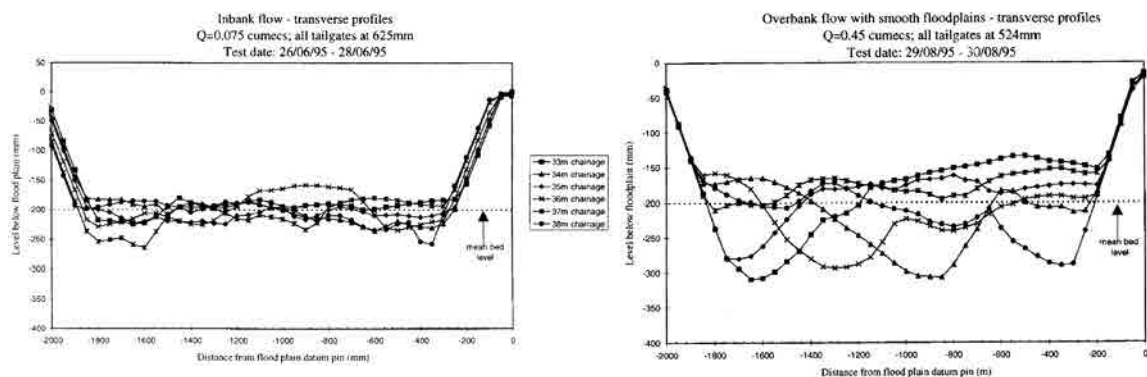 Inbank flow - transverse profiles
Q=0.075 cumecs; all tailgates at 625mm
Test date: 26/06/95 - 28/06/95
50
0
-50
-100
-150
-200
-250
-300
-350
-400
Level below flood plain (mm)
mean bed
level
-2000 -1800 -1600 -1400 -1200 -1000 -800 -600 -400 -200 0
Distance from flood plain datum pin (mm)
33m chainage
34m chainage
35m chainage
36m chainage
37m chainage
38m chainage
Overbank flow with smooth floodplains - transverse profiles
Q=0.45 cumecs; all tailgates at 524mm
Test date: 29/08/95 - 30/08/95
0
-50
-100
-150
-200
-250
-300
-350
-400
Level below floodplain (mm)
mean bed
level
-2000 -1800 -1600 -1400 -1200 -1000 -800 -600 -400 -200 0
Distance from flood plain datum pin (m)